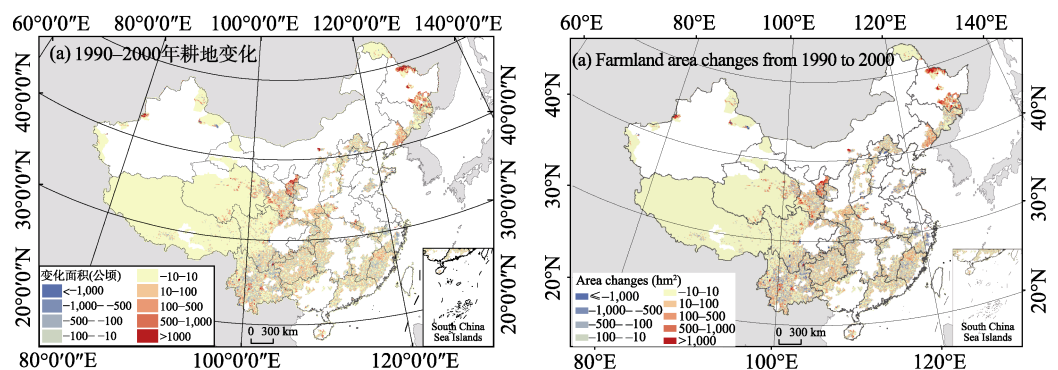 60°0′0″E 80°0′0″E 100°0′0″E 120°0′0″E 140°0′0″E
(a) 1990–2000年耕地变化
40°0′0″N
30°0′0″N
20°0′0″N
40°0′0″N
30°0′0″N
20°0′0″N
变化面积(公顷)
<-1,000
-1,000– -500
-500– -100
-100– -10
-10–10
10–100
100–500
500–1,000
>1000
0 300 km
South China
Sea Islands
80°0′0″E 100°0′0″E 120°0′0″E
60°E 80°E 100°E 120°E 140°E
(a) Farmland area changes from 1990 to 2000
40°N
30°N
20°N
40°N
30°N
20°N
Area changes (hm²)
≤–1,000
–1,000– –500
–500– –100
–100– –10
–10–10
10–100
100–500
500–1,000
>1,000
0 300 km
South China
Sea Islands
80°E 100°E 120°E